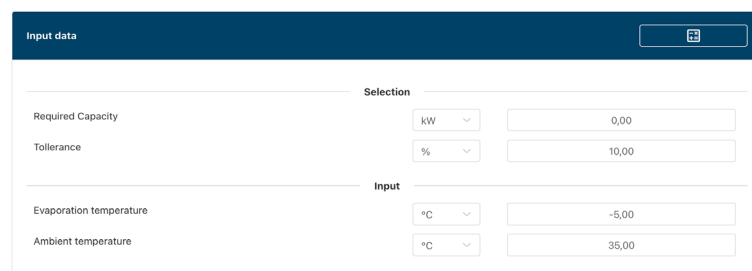 Input data
Selection
Required Capacity kW 0,00
Tollerance % 10,00
Input
Evaporation temperature °C -5,00
Ambient temperature °C 35,00